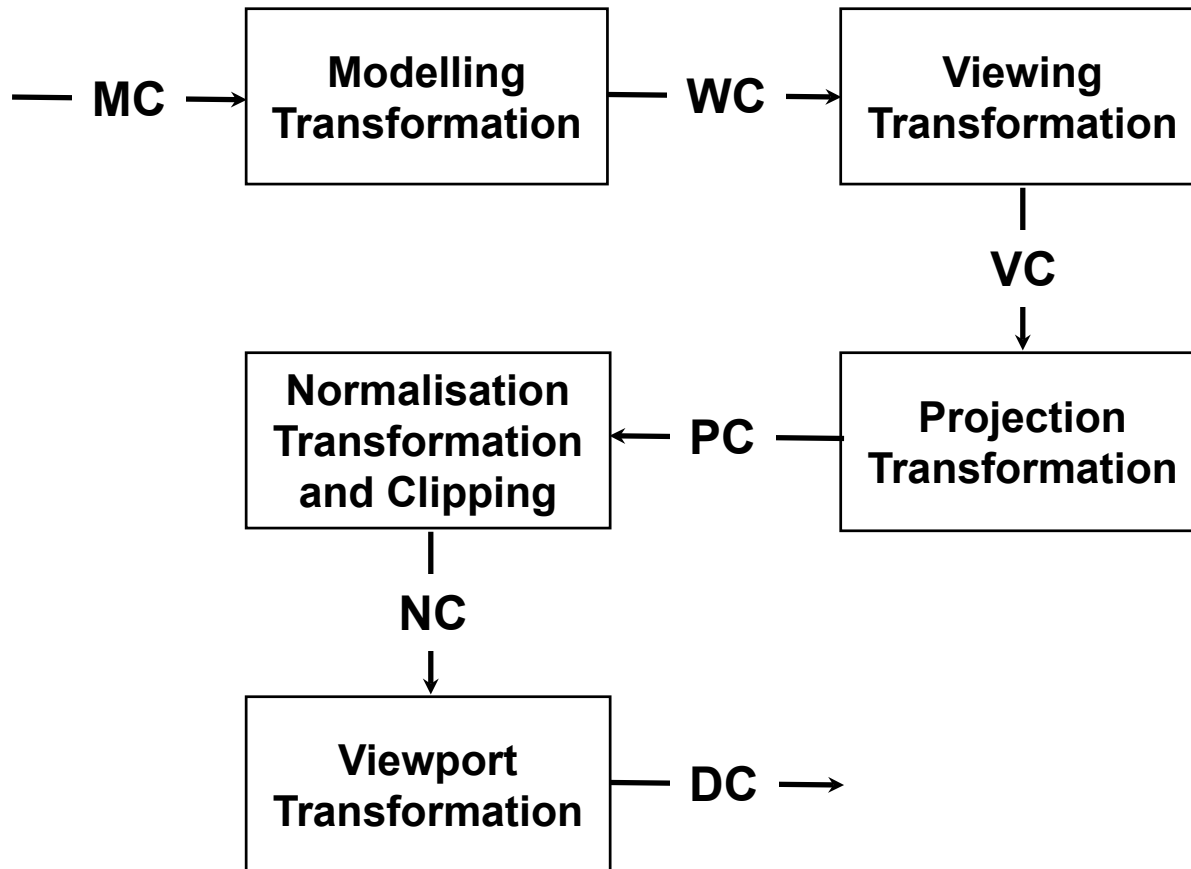 MC
Modelling
Transformation
WC
Viewing
Transformation
VC
Projection
Transformation
PC
Normalisation
Transformation
and Clipping
NC
Viewport
Transformation
DC